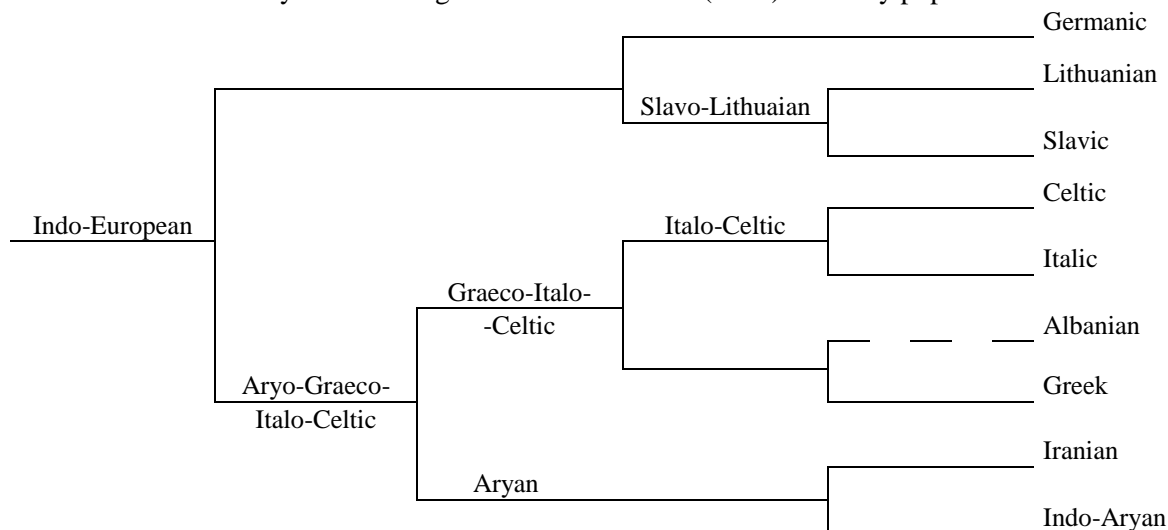 Germanic
Lithuanian
Slavo-Lithuaian
Slavic
Celtic
Indo-European
Italo-Celtic
Italic
Graeco-Italo-
-Celtic
Albanian
Aryo-Graeco-
Italo-Celtic
Greek
Iranian
Aryan
Indo-Aryan